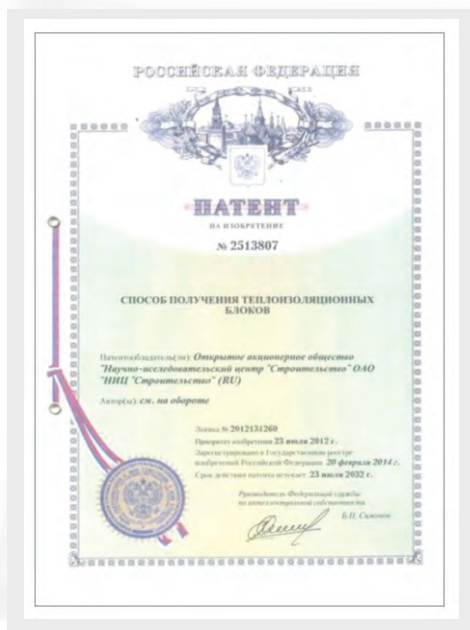 РОССИЙСКАЯ ФЕДЕРАЦИЯ
ПАТЕНТ
НА ИЗОБРЕТЕНИЕ
№ 2513807
СПОСОБ ПОЛУЧЕНИЯ ТЕПЛОИЗОЛЯЦИОННЫХ
БЛОКОВ
Патентообладатель(ли): Открытое акционерное общество
"Научно-исследовательский центр "Строительство" ОАО
"НИЦ "Строительство" (RU)
Автор(ы): см. на обороте
Заявка № 2012131260
Приоритет изобретения 23 июля 2012 г.
Зарегистрировано в Государственном реестре
изобретений Российской Федерации 20 февраля 2014 г.
Срок действия патента истекает 23 июля 2032 г.
Руководитель Федеральной службы
по интеллектуальной собственности
Б.П. Симонов